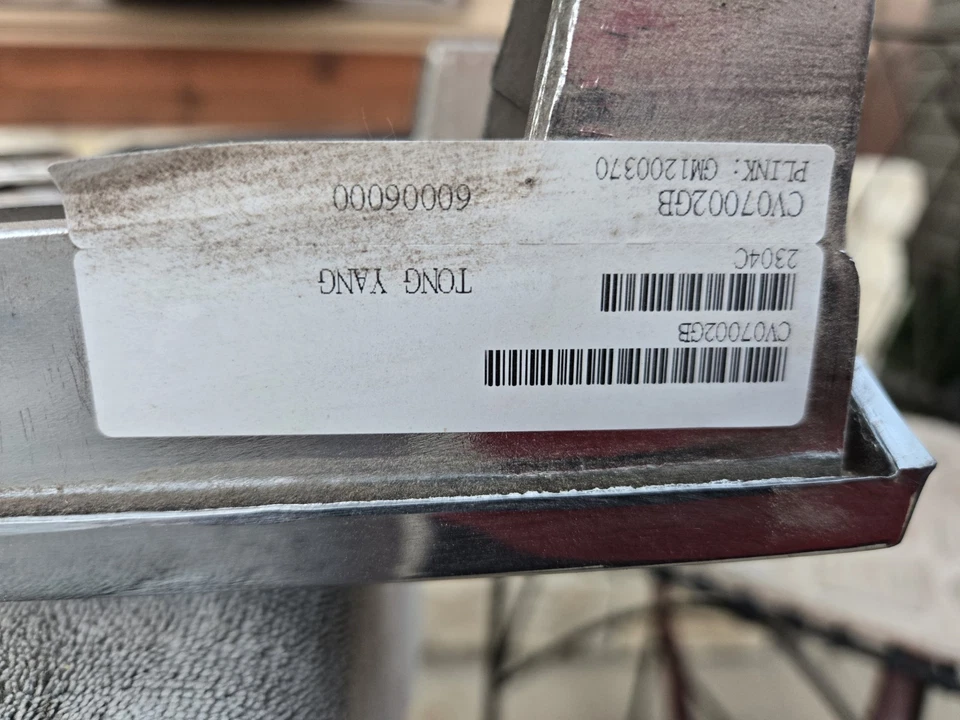 CV07002GB
TONG YANG
2304C
CV07002GB 60006000
PLINK: GM1200370